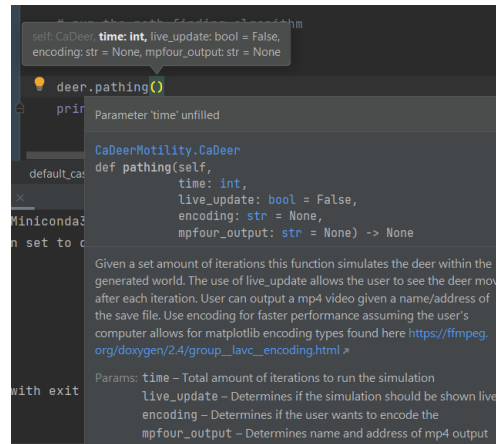 # run the path finding algorithm
self: CaDeer, time: int, live_update: bool = False,
encoding: str = None, mpfour_output: str = None
deer.pathing()
prin
Parameter 'time' unfilled
CaDeerMotility.CaDeer
def pathing(self,
time: int,
live_update: bool = False,
encoding: str = None,
mpfour_output: str = None) -> None
default_cas
Miniconda3
n set to
Given a set amount of iterations this function simulates the deer within the
generated world. The use of live_update allows the user to see the deer mov
after each iteration. User can output a mp4 video given a name/address of
the save file. Use encoding for faster performance assuming the user's
computer allows for matplotlib encoding types found here https://ffmpeg.
org/doxygen/2.4/group__lavc__encoding.html
Params: time – Total amount of iterations to run the simulation
live_update – Determines if the simulation should be shown live
encoding – Determines if the user wants to encode the
mpfour_output – Determines name and address of mp4 output
with exit